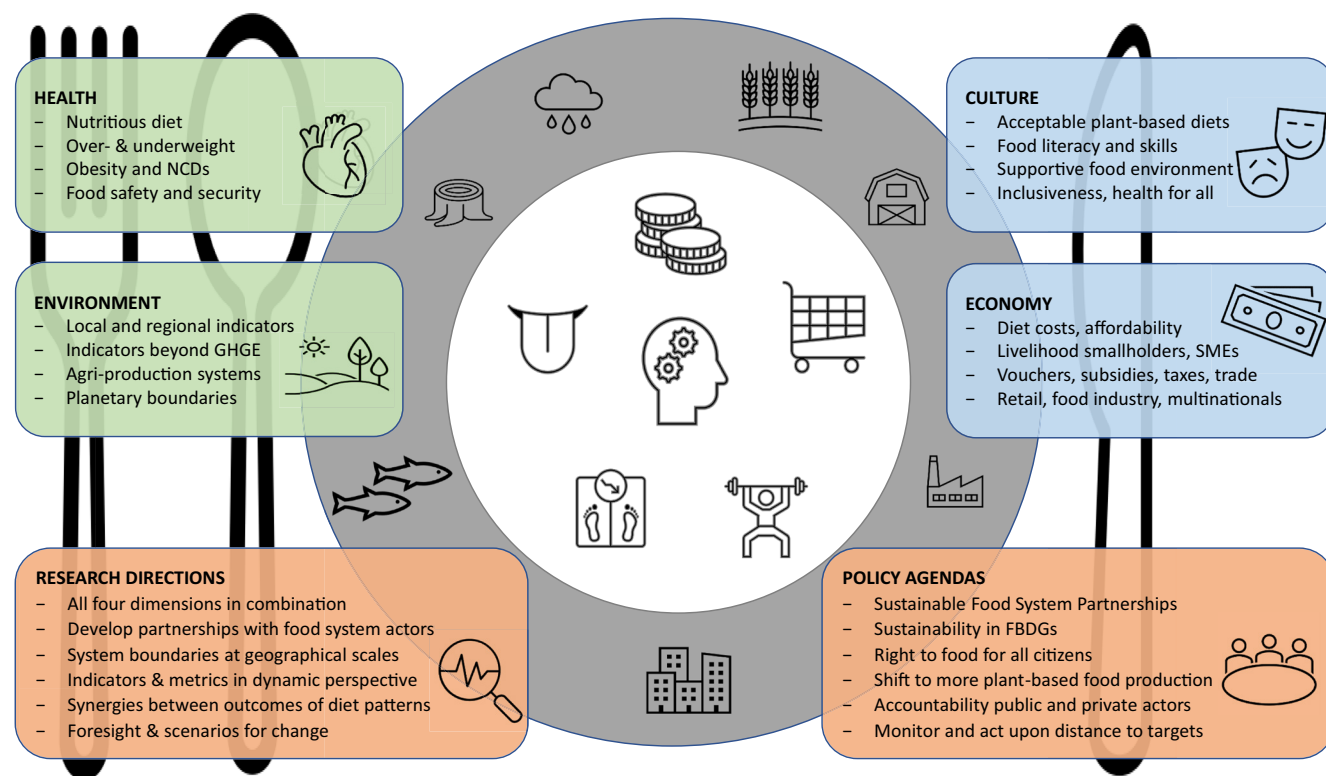 HEALTH
– Nutritious diet
– Over- & underweight
– Obesity and NCDs
– Food safety and security
CULTURE
– Acceptable plant-based diets
– Food literacy and skills
– Supportive food environment
– Inclusiveness, health for all
ENVIRONMENT
– Local and regional indicators
– Indicators beyond GHGE
– Agri-production systems
– Planetary boundaries
ECONOMY
– Diet costs, affordability
– Livelihood smallholders, SMEs
– Vouchers, subsidies, taxes, trade
– Retail, food industry, multinationals
RESEARCH DIRECTIONS
– All four dimensions in combination
– Develop partnerships with food system actors
– System boundaries at geographical scales
– Indicators & metrics in dynamic perspective
– Synergies between outcomes of diet patterns
– Foresight & scenarios for change
POLICY AGENDAS
– Sustainable Food System Partnerships
– Sustainability in FBDGs
– Right to food for all citizens
– Shift to more plant-based food production
– Accountability public and private actors
– Monitor and act upon distance to targets